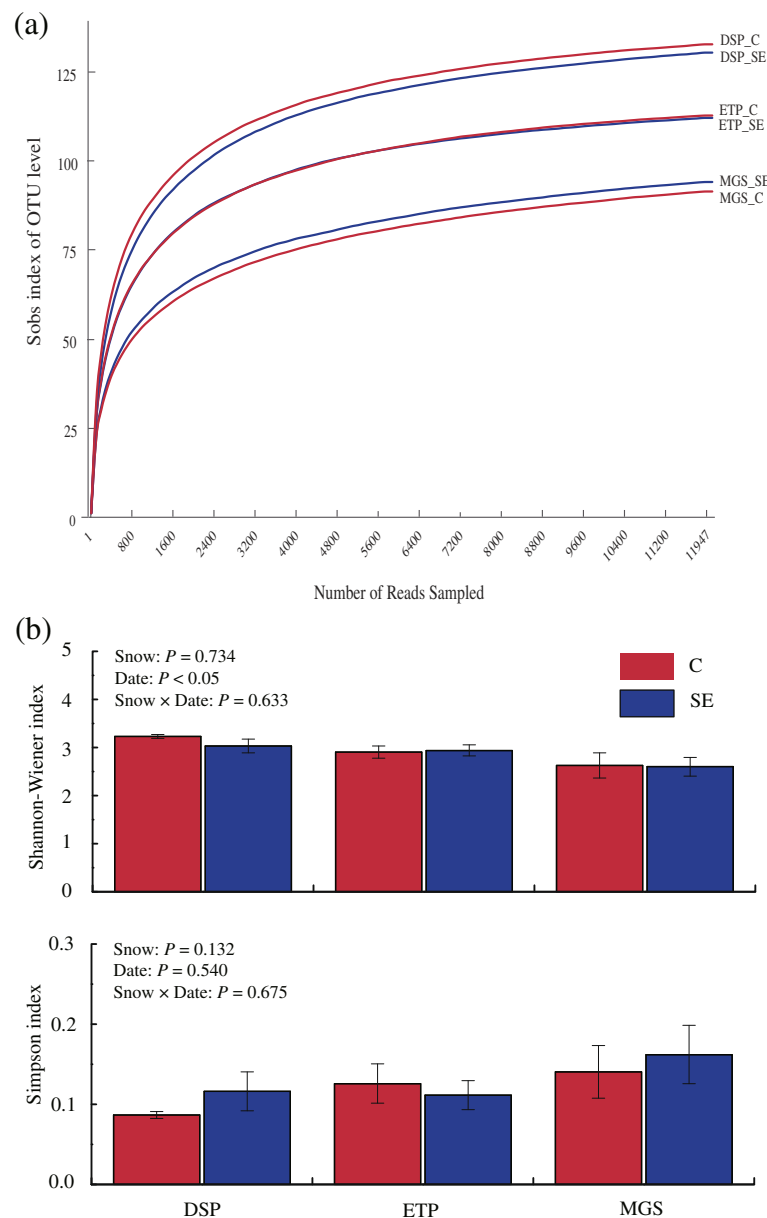 (a)
DSP_C
DSP_SE
ETP_C
ETP_SE
MGS_SE
MGS_C
125
100
75
50
25
0
Sobs index of OTU level
1 800 1600 2400 3200 4000 4800 5600 6400 7200 8000 8800 9600 10400 11200 11947
Number of Reads Sampled
(b)
5
4
3
2
1
0
Shannon-Wiener index
Snow: P = 0.734
Date: P < 0.05
Snow × Date: P = 0.633
C
SE
0.3
0.2
0.1
0.0
Simpson index
Snow: P = 0.132
Date: P = 0.540
Snow × Date: P = 0.675
DSP ETP MGS